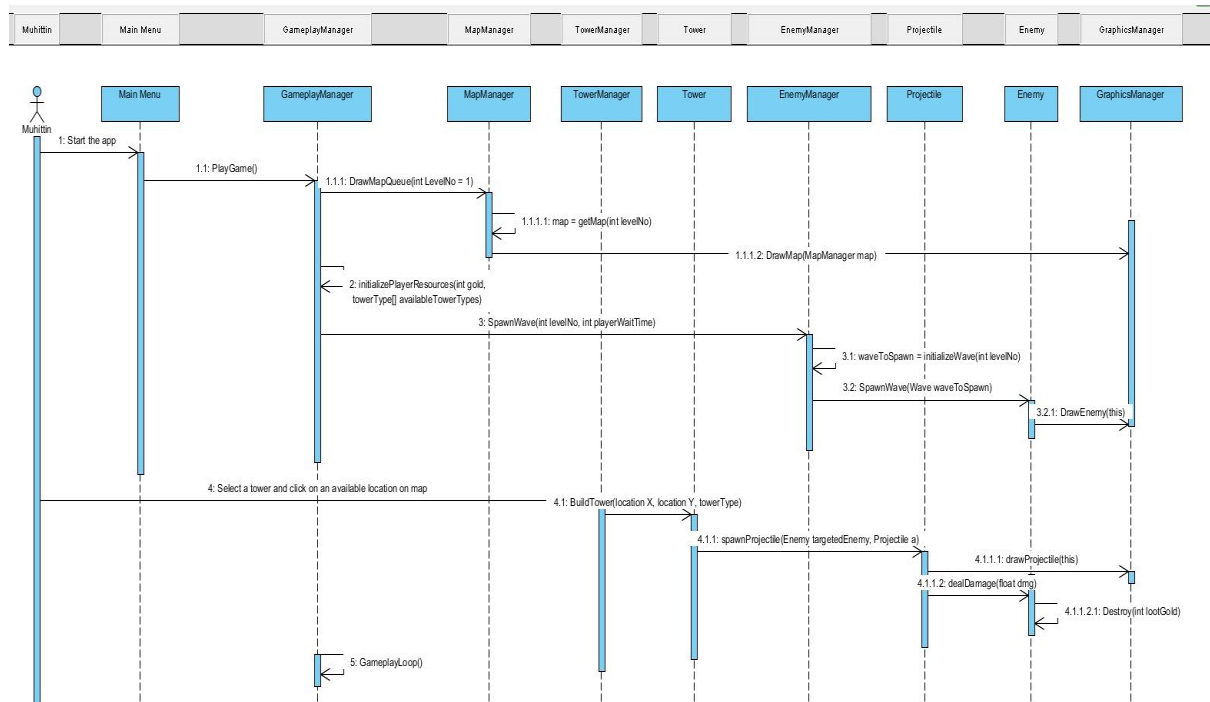 Muhittin
Main Menu
GameplayManager
MapManager
TowerManager
Tower
EnemyManager
Projectile
Enemy
GraphicsManager
Main Menu
GameplayManager
MapManager
TowerManager
Tower
EnemyManager
Projectile
Enemy
GraphicsManager
Muhittin
1: Start the app
1.1: PlayGame()
1.1.1: DrawMapQueue(int LevelNo = 1)
1.1.1.1: map = getMap(int levelNo)
1.1.1.2: DrawMap(MapManager map)
2: initializePlayerResources(int gold,
towerType[] availableTowerTypes)
3: SpawnWave(int levelNo, int playerWaitTime)
3.1: waveToSpawn = initializeWave(int levelNo)
3.2: SpawnWave(Wave waveToSpawn)
3.2.1: DrawEnemy(this)
4: Select a tower and click on an available location on map
4.1: BuildTower(location X, location Y, towerType)
4.1.1: spawnProjectile(Enemy targetedEnemy, Projectile a)
4.1.1.1: drawProjectile(this)
4.1.1.2: dealDamage(float dmg)
4.1.1.2.1: Destroy(int lootGold)
5: GameplayLoop()